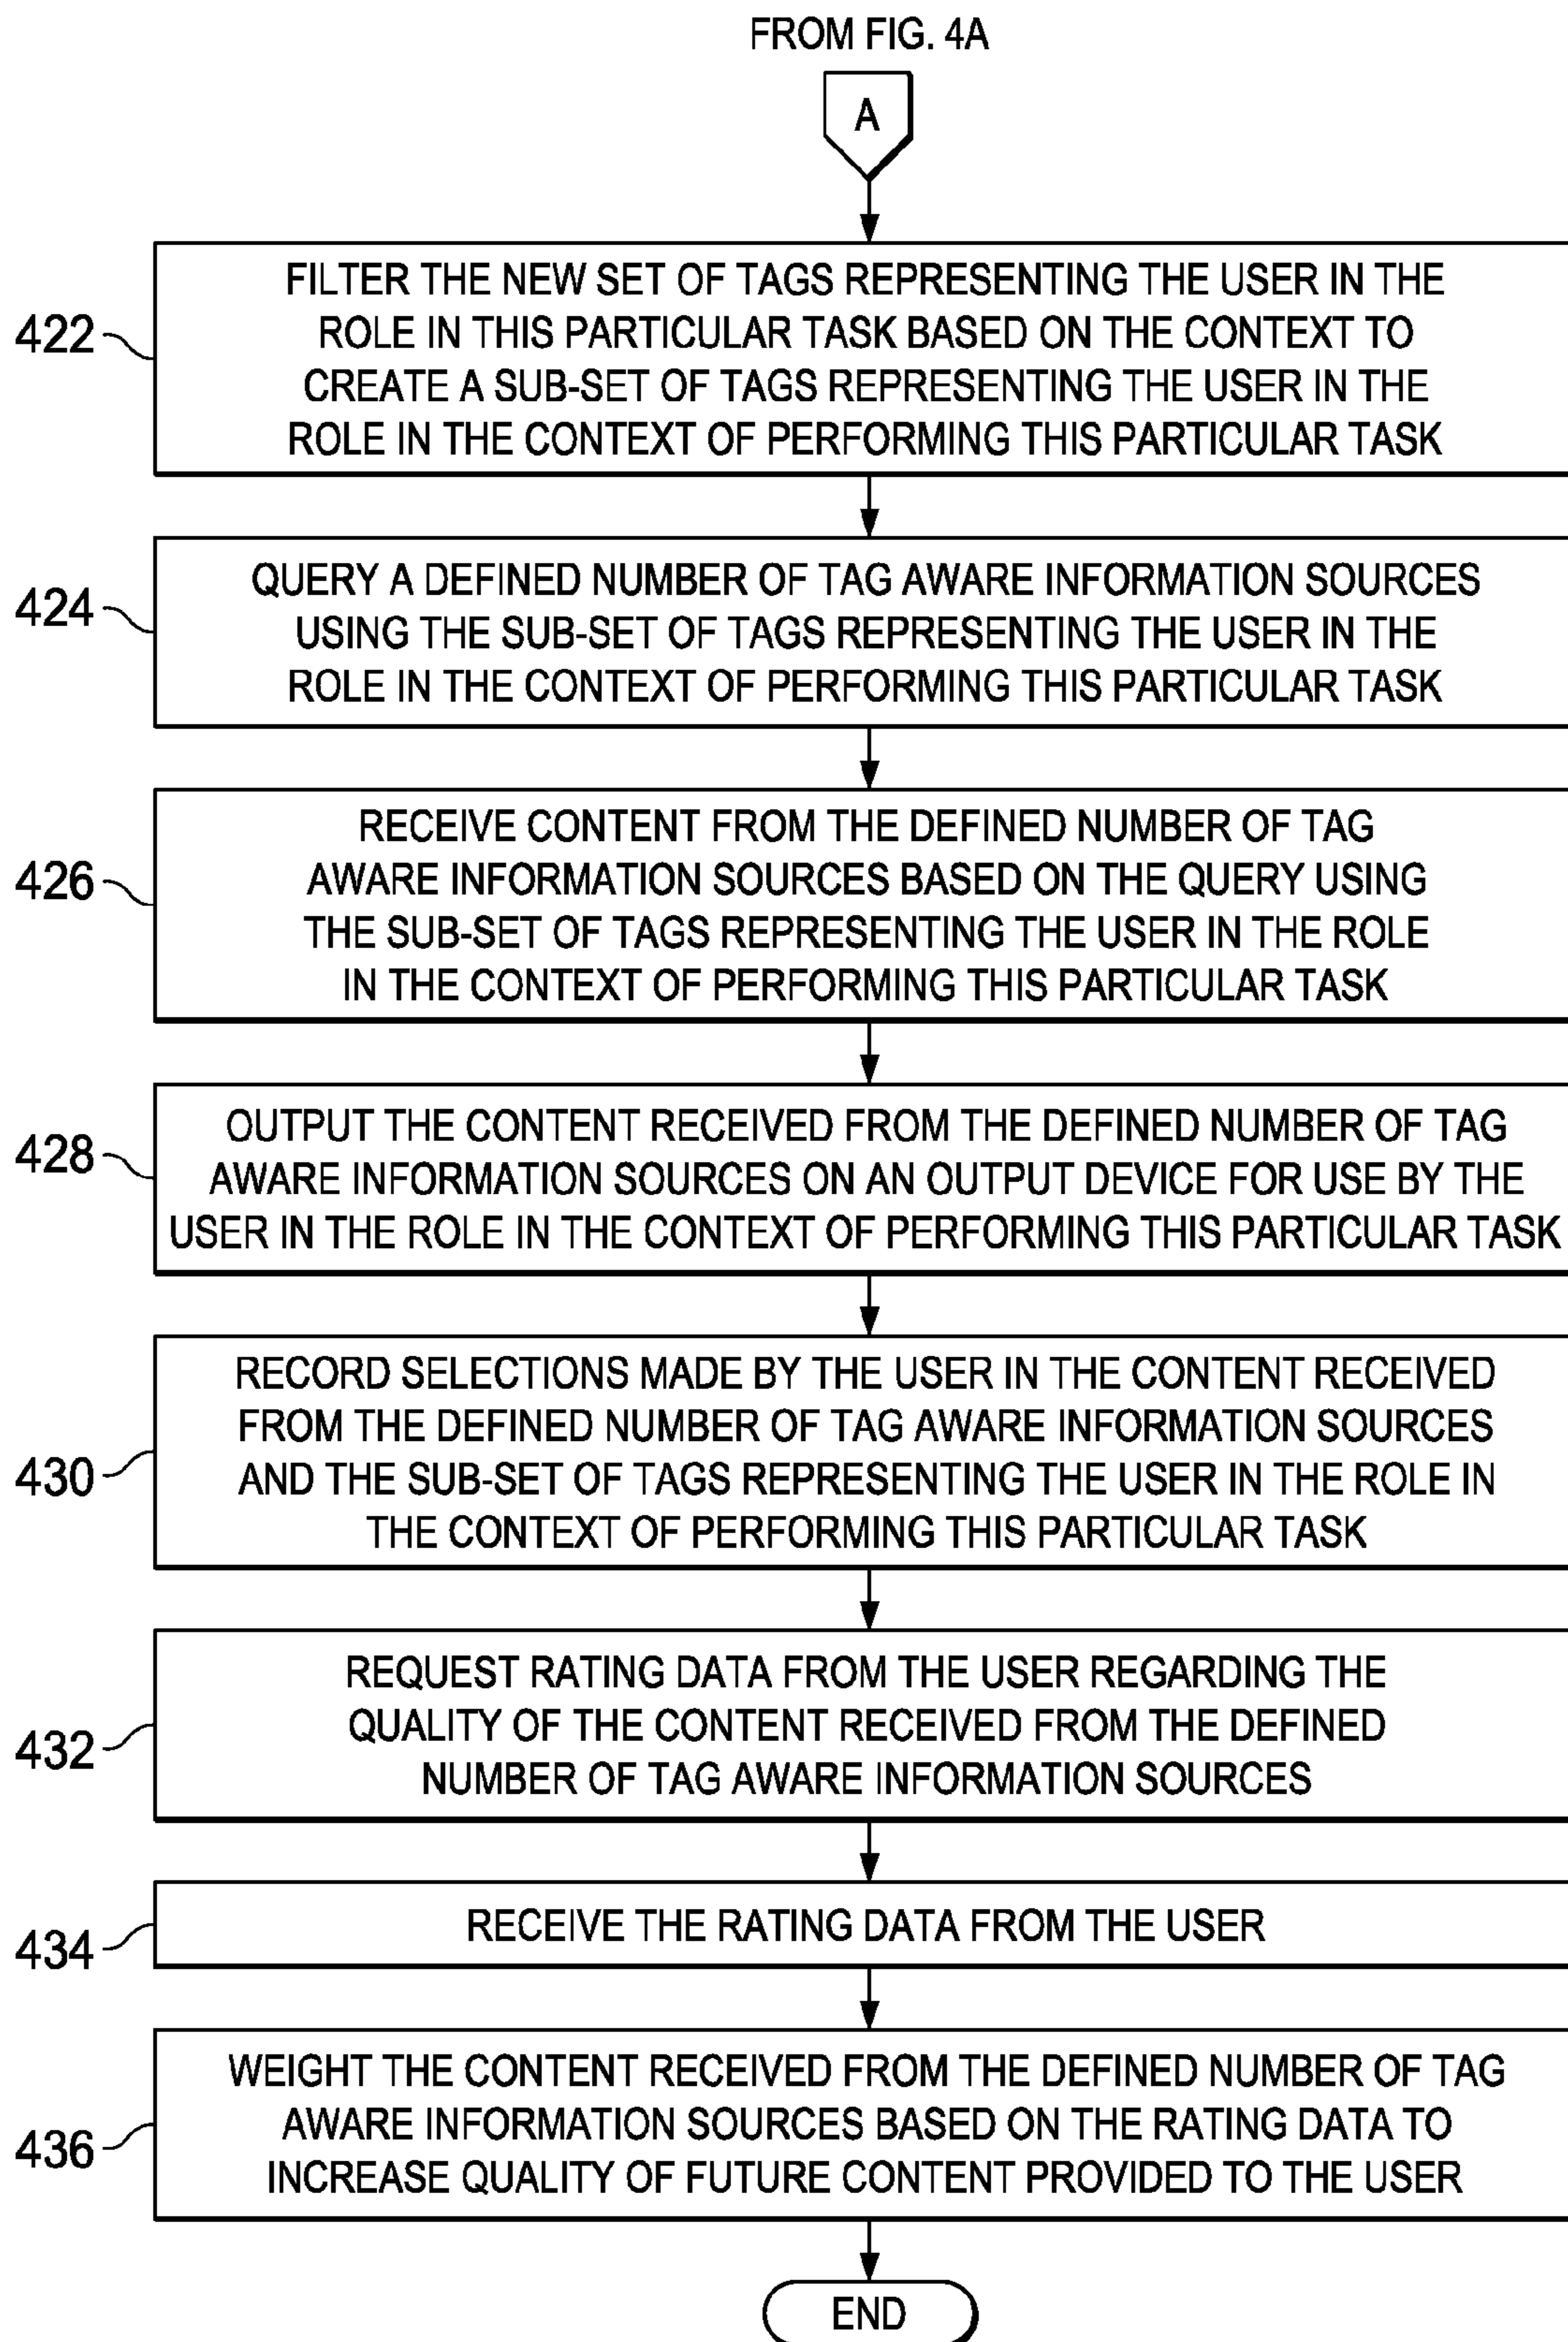 FROM FIG. 4A
A
422
FILTER THE NEW SET OF TAGS REPRESENTING THE USER IN THE
ROLE IN THIS PARTICULAR TASK BASED ON THE CONTEXT TO
CREATE A SUB-SET OF TAGS REPRESENTING THE USER IN THE
ROLE IN THE CONTEXT OF PERFORMING THIS PARTICULAR TASK
424
QUERY A DEFINED NUMBER OF TAG AWARE INFORMATION SOURCES
USING THE SUB-SET OF TAGS REPRESENTING THE USER IN THE
ROLE IN THE CONTEXT OF PERFORMING THIS PARTICULAR TASK
426
RECEIVE CONTENT FROM THE DEFINED NUMBER OF TAG
AWARE INFORMATION SOURCES BASED ON THE QUERY USING
THE SUB-SET OF TAGS REPRESENTING THE USER IN THE ROLE
IN THE CONTEXT OF PERFORMING THIS PARTICULAR TASK
428
OUTPUT THE CONTENT RECEIVED FROM THE DEFINED NUMBER OF TAG
AWARE INFORMATION SOURCES ON AN OUTPUT DEVICE FOR USE BY THE
USER IN THE ROLE IN THE CONTEXT OF PERFORMING THIS PARTICULAR TASK
430
RECORD SELECTIONS MADE BY THE USER IN THE CONTENT RECEIVED
FROM THE DEFINED NUMBER OF TAG AWARE INFORMATION SOURCES
AND THE SUB-SET OF TAGS REPRESENTING THE USER IN THE ROLE IN
THE CONTEXT OF PERFORMING THIS PARTICULAR TASK
432
REQUEST RATING DATA FROM THE USER REGARDING THE
QUALITY OF THE CONTENT RECEIVED FROM THE DEFINED
NUMBER OF TAG AWARE INFORMATION SOURCES
434
RECEIVE THE RATING DATA FROM THE USER
436
WEIGHT THE CONTENT RECEIVED FROM THE DEFINED NUMBER OF TAG
AWARE INFORMATION SOURCES BASED ON THE RATING DATA TO
INCREASE QUALITY OF FUTURE CONTENT PROVIDED TO THE USER
END